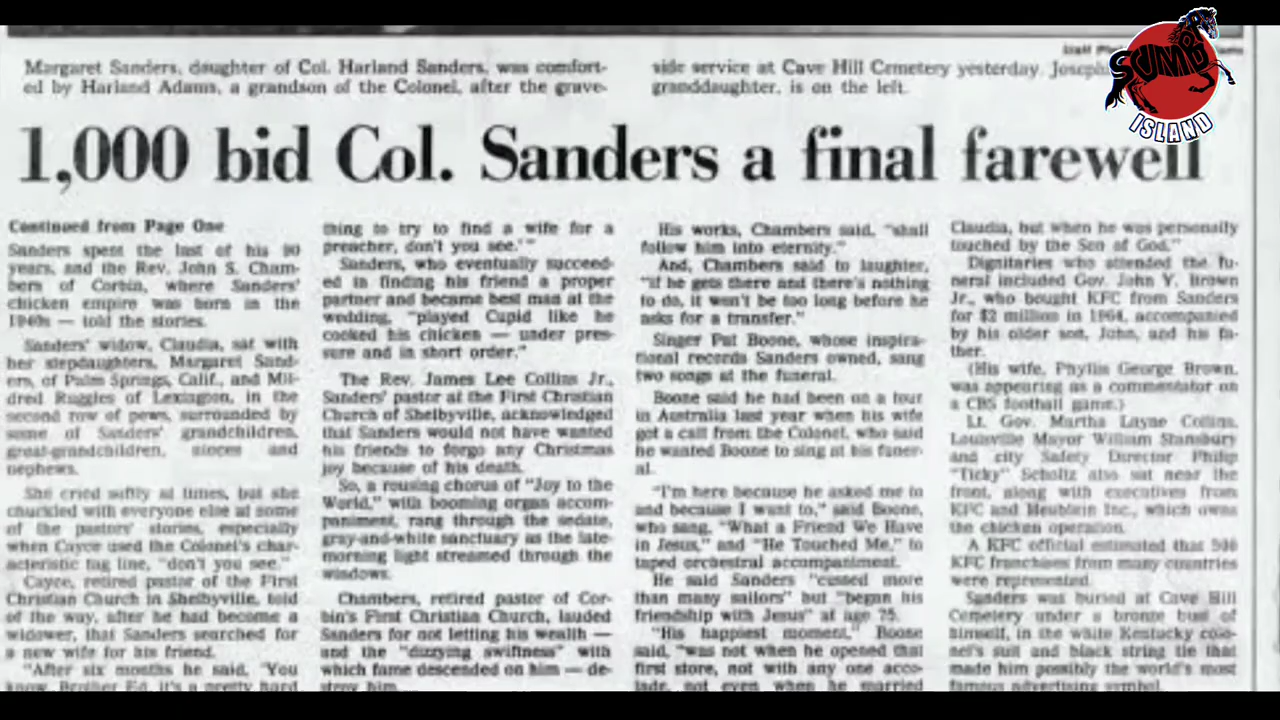 Margaret Sanders, daughter of Col. Harland Sanders, was comfort-
ed by Harland Adams, a grandson of the Colonel, after the grave-
side service at Cave Hill Cemetery yesterday. Joseph
granddaughter, is on the left.
SUMO
ISLAND
1,000 bid Col. Sanders a final farewell
Continued from Page One
Sanders spent the last of his 90
years, and the Rev. John S. Cham-
bers of Corbin, where Sanders'
chicken empire was born in the
1940s — told the stories.
Sanders' widow, Claudia, sat with
her stepdaughters, Margaret Sand-
ers, of Palm Springs, Calif., and Mil-
dred Ruggles of Lexington, in the
second row of pews, surrounded by
some of Sanders' grandchildren,
great-grandchildren, nieces and
nephews.
She cried softly at times, but she
chuckled with everyone else at some
of the pastors' stories, especially
when Cayce used the Colonel's char-
acteristic tag line, "don't you see."
Cayce, retired pastor of the First
Christian Church in Shelbyville, told
of the way, after he had become a
widower, that Sanders searched for
a new wife for his friend.
"After six months he said, 'You
know, Brother Ed, it's a pretty hard
thing to try to find a wife for a
preacher, don't you see.'"
Sanders, who eventually succeed-
ed in finding his friend a proper
partner and became best man at the
wedding, "played Cupid like he
cooked his chicken — under pres-
sure and in short order."
The Rev. James Lee Collins Jr.,
Sanders' pastor at the First Christian
Church of Shelbyville, acknowledged
that Sanders would not have wanted
his friends to forgo any Christmas
joy because of his death.
So, a rousing chorus of "Joy to the
World," with booming organ accom-
paniment, rang through the sedate,
gray-and-white sanctuary as the late-
morning light streamed through the
windows.
Chambers, retired pastor of Cor-
bin's First Christian Church, lauded
Sanders for not letting his wealth —
and the "dizzying swiftness" with
which fame descended on him — de-
stroy him.
His works, Chambers said, "shall
follow him into eternity."
And, Chambers said to laughter,
"if he gets there and there's nothing
to do, it won't be too long before he
asks for a transfer."
Singer Pat Boone, whose inspira-
tional records Sanders owned, sang
two songs at the funeral.
Boone said he had been on a tour
in Australia last year when his wife
got a call from the Colonel, who said
he wanted Boone to sing at his funer-
al.
"I'm here because he asked me to
and because I want to," said Boone,
who sang, "What a Friend We Have
in Jesus," and "He Touched Me," to
taped orchestral accompaniment.
He said Sanders "cussed more
than many sailors" but "began his
friendship with Jesus" at age 75.
"His happiest moment," Boone
said, "was not when he opened that
first store, not with any one acco-
lade, not even when he married
Claudia, but when he was personally
touched by the Son of God."
Dignitaries who attended the fu-
neral included Gov. John Y. Brown
Jr., who bought KFC from Sanders
for $2 million in 1964, accompanied
by his older son, John, and his fa-
ther.
(His wife, Phyllis George Brown,
was appearing as a commentator on
a CBS football game.)
Lt. Gov. Martha Layne Collins,
Louisville Mayor William Stansbury
and city Safety Director Philip
"Ticky" Scholtz also sat near the
front, along with executives from
KFC and Heublein Inc., which owns
the chicken operation.
A KFC official estimated that
KFC franchises from many countries
were represented.
Sanders was buried at Cave Hill
Cemetery under a bronze bust of
himself, in the white Kentucky colo-
nel's suit and black string tie that
made him possibly the world's most
famous advertising symbol.